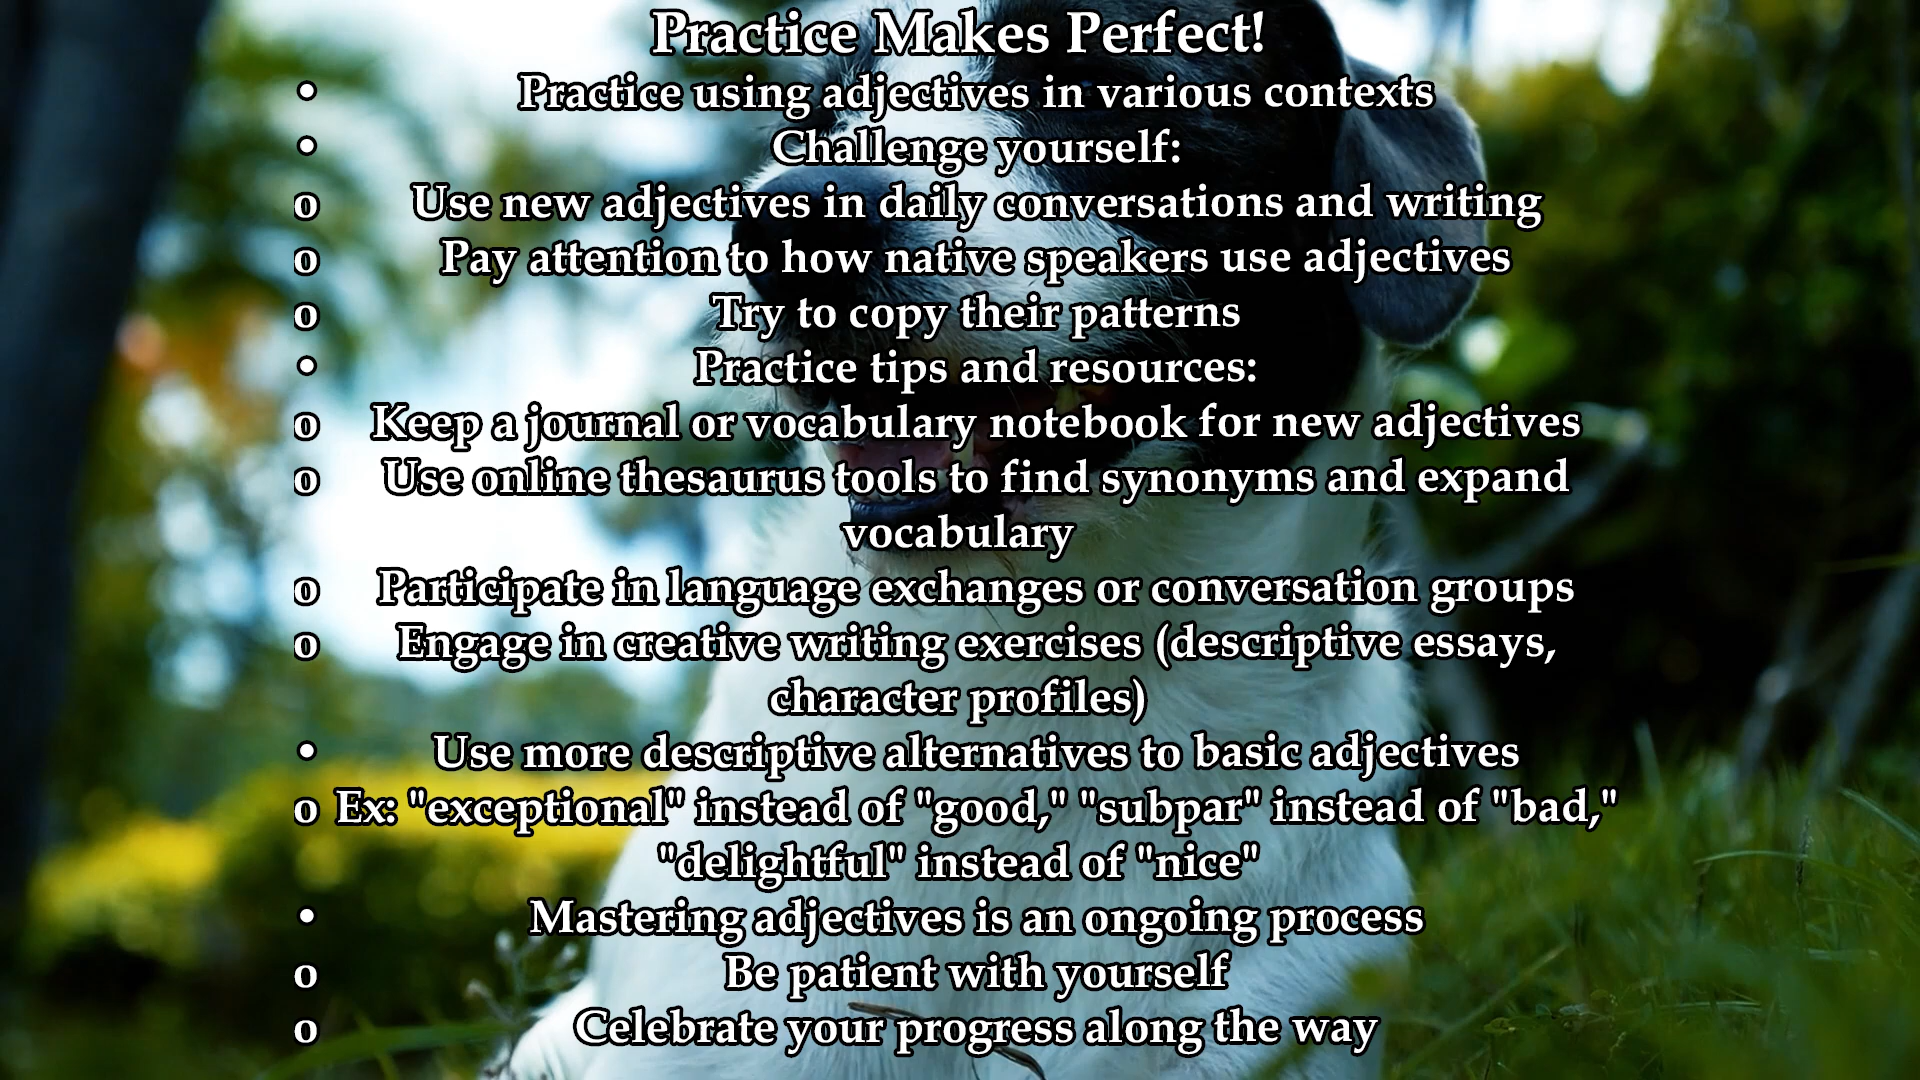 Practice Makes Perfect!
• Practice using adjectives in various contexts
• Challenge yourself:
o Use new adjectives in daily conversations and writing
o Pay attention to how native speakers use adjectives
o Try to copy their patterns
• Practice tips and resources:
o Keep a journal or vocabulary notebook for new adjectives
o Use online thesaurus tools to find synonyms and expand
vocabulary
o Participate in language exchanges or conversation groups
o Engage in creative writing exercises (descriptive essays,
character profiles)
• Use more descriptive alternatives to basic adjectives
o Ex: "exceptional" instead of "good," "subpar" instead of "bad,"
"delightful" instead of "nice"
• Mastering adjectives is an ongoing process
o Be patient with yourself
o Celebrate your progress along the way